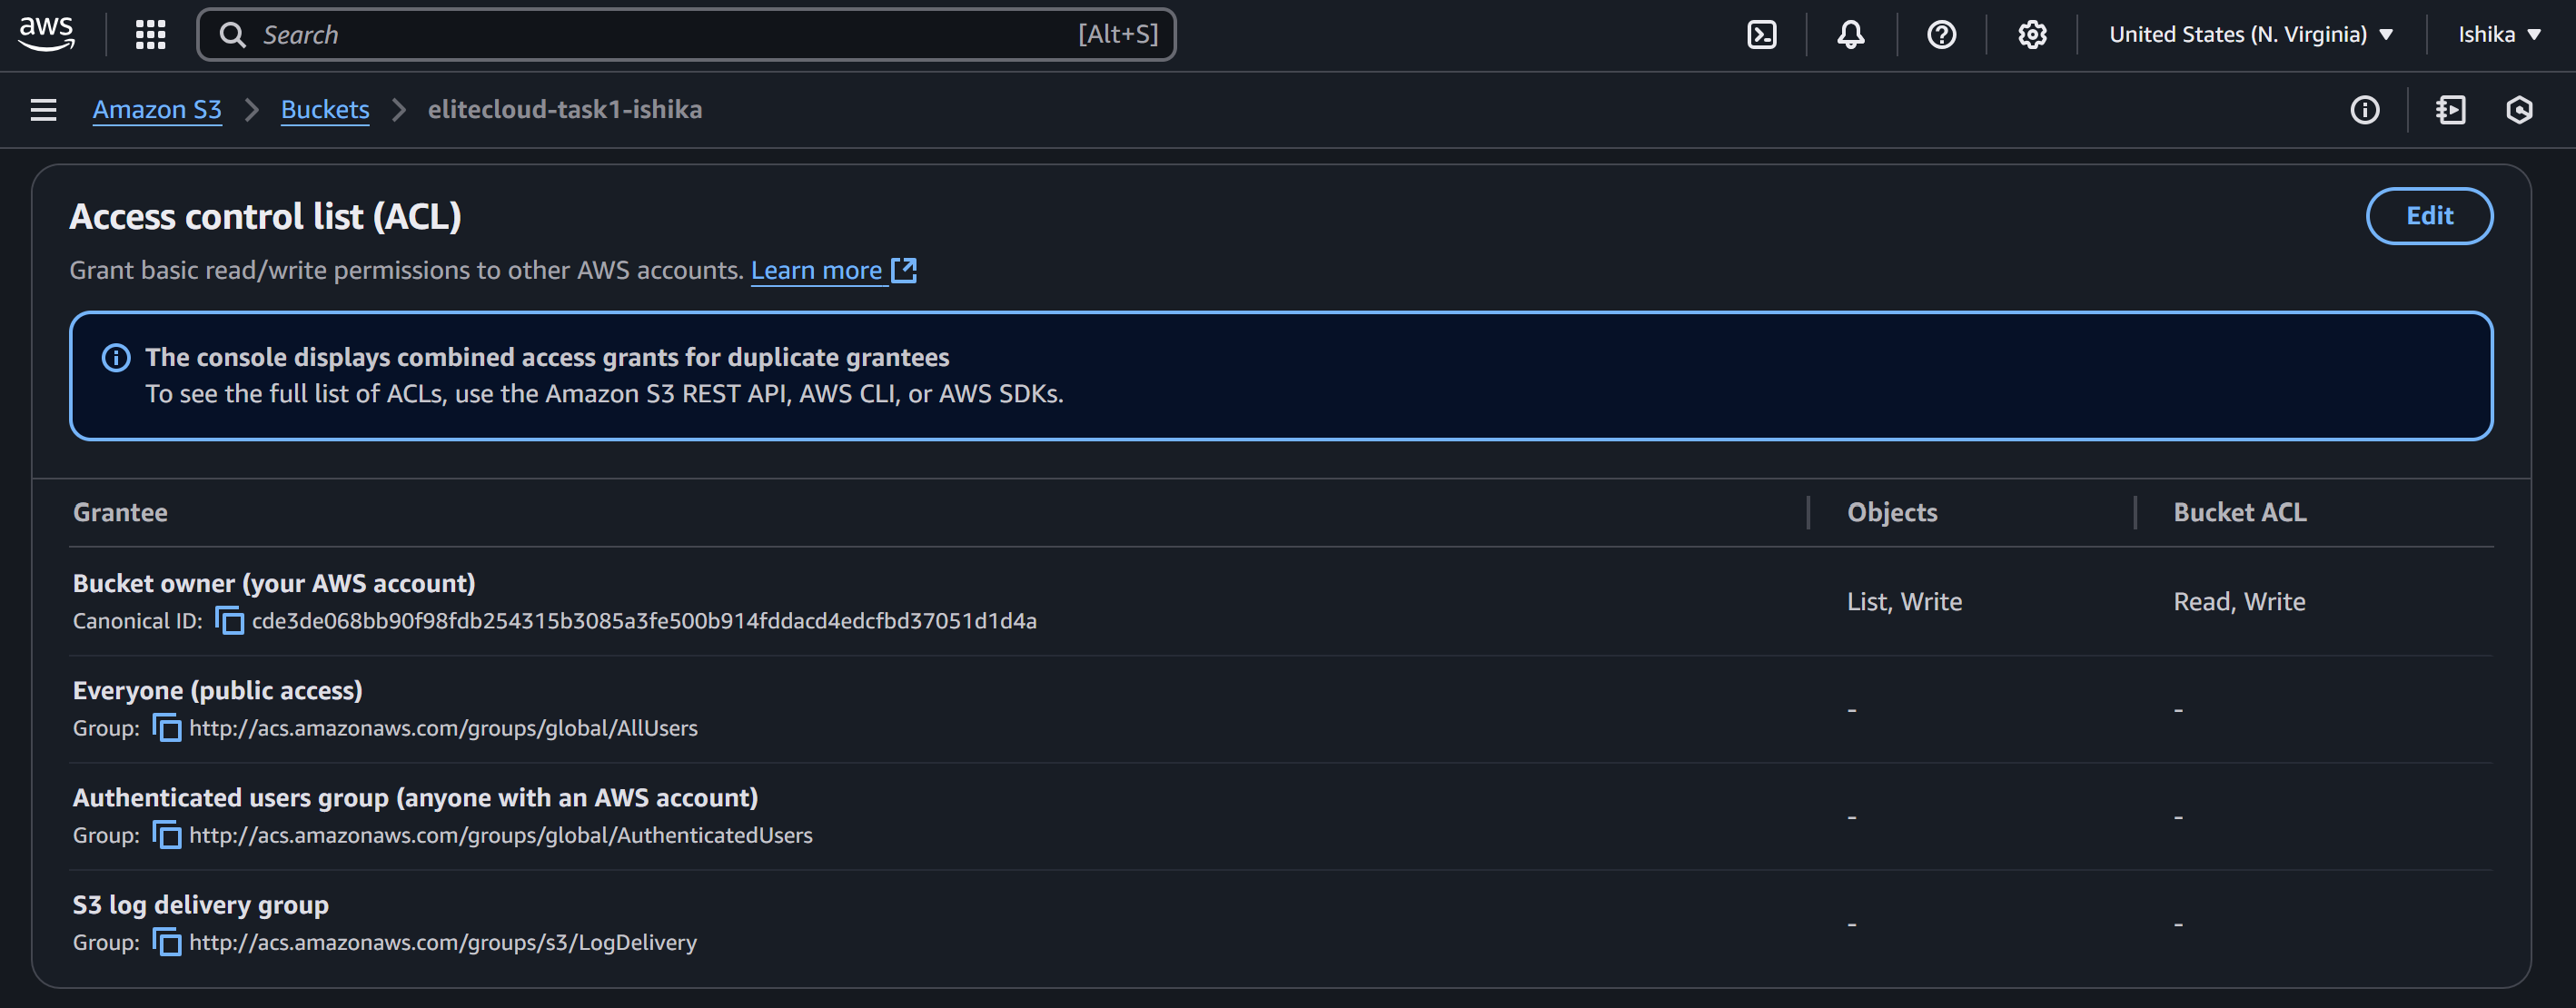 aws
Search [Alt+S]
United States (N. Virginia)
Ishika
Amazon S3
Buckets
elitecloud-task1-ishika
Access control list (ACL)
Edit
Grant basic read/write permissions to other AWS accounts. Learn more
The console displays combined access grants for duplicate grantees
To see the full list of ACLs, use the Amazon S3 REST API, AWS CLI, or AWS SDKs.
Grantee Objects Bucket ACL
Bucket owner (your AWS account)
Canonical ID: cde3de068bb90f98fdb254315b3085a3fe500b914fddacd4edcfbd37051d1d4a
List, Write Read, Write
Everyone (public access)
Group: http://acs.amazonaws.com/groups/global/AllUsers
- -
Authenticated users group (anyone with an AWS account)
Group: http://acs.amazonaws.com/groups/global/AuthenticatedUsers
- -
S3 log delivery group
Group: http://acs.amazonaws.com/groups/s3/LogDelivery
- -